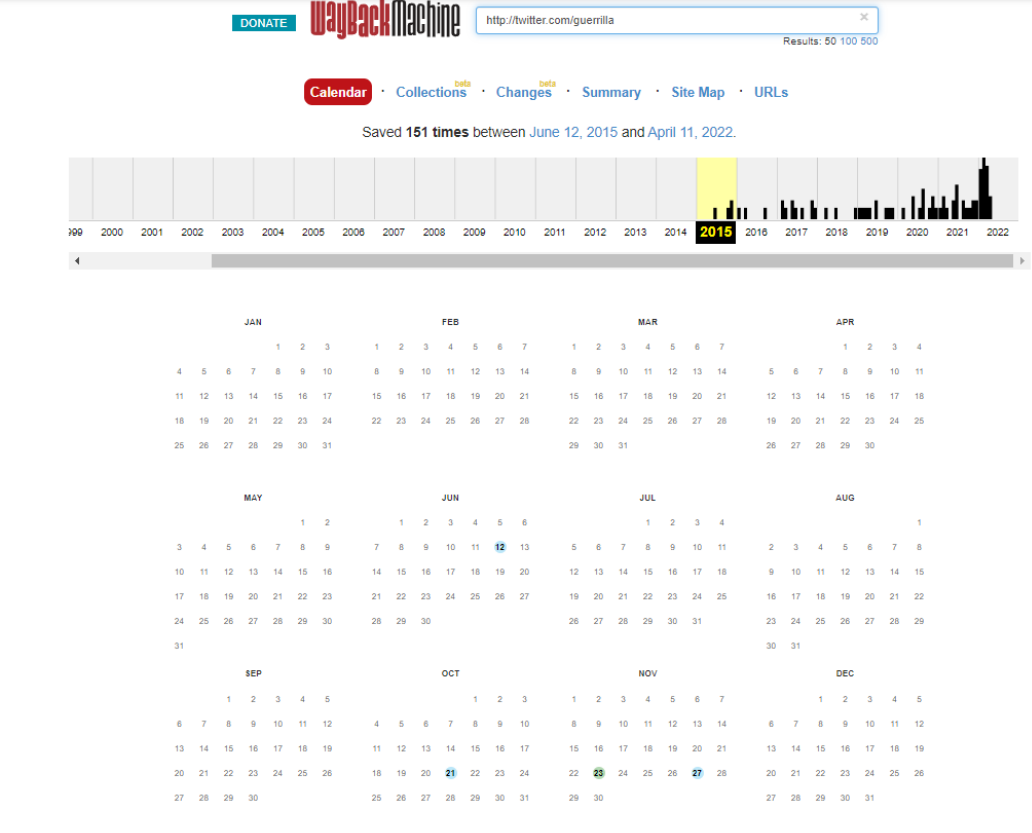 DONATE
WayBackMachine
http://twitter.com/guerrilla ×
Results: 50 100 500
Calendar · Collections beta · Changes beta · Summary · Site Map · URLs
Saved 151 times between June 12, 2015 and April 11, 2022.
2000 2001 2002 2003 2004 2005 2006 2007 2008 2009 2010 2011 2012 2013 2014 2015 2016 2017 2018 2019 2020 2021 2022
JAN FEB MAR APR
1 2 3 1 2 3 4 5 6 7 1 2 3 4 5 6 7 1 2 3 4
4 5 6 7 8 9 10 8 9 10 11 12 13 14 8 9 10 11 12 13 14 5 6 7 8 9 10 11
11 12 13 14 15 16 17 15 16 17 18 19 20 21 15 16 17 18 19 20 21 12 13 14 15 16 17 18
18 19 20 21 22 23 24 22 23 24 25 26 27 28 22 23 24 25 26 27 28 19 20 21 22 23 24 25
25 26 27 28 29 30 31 29 30 31 26 27 28 29 30
MAY JUN JUL AUG
1 2 1 2 3 4 5 6 1 2 3 4 1
3 4 5 6 7 8 9 7 8 9 10 11 12 13 5 6 7 8 9 10 11 2 3 4 5 6 7 8
10 11 12 13 14 15 16 14 15 16 17 18 19 20 12 13 14 15 16 17 18 9 10 11 12 13 14 15
17 18 19 20 21 22 23 21 22 23 24 25 26 27 19 20 21 22 23 24 25 16 17 18 19 20 21 22
24 25 26 27 28 29 30 28 29 30 26 27 28 29 30 31 23 24 25 26 27 28 29
31 30 31
SEP OCT NOV DEC
1 2 3 4 5 1 2 3 1 2 3 4 5 6 7 1 2 3 4 5
6 7 8 9 10 11 12 4 5 6 7 8 9 10 8 9 10 11 12 13 14 6 7 8 9 10 11 12
13 14 15 16 17 18 19 11 12 13 14 15 16 17 15 16 17 18 19 20 21 13 14 15 16 17 18 19
20 21 22 23 24 25 26 18 19 20 21 22 23 24 22 23 24 25 26 27 28 20 21 22 23 24 25 26
27 28 29 30 25 26 27 28 29 30 31 29 30 27 28 29 30 31